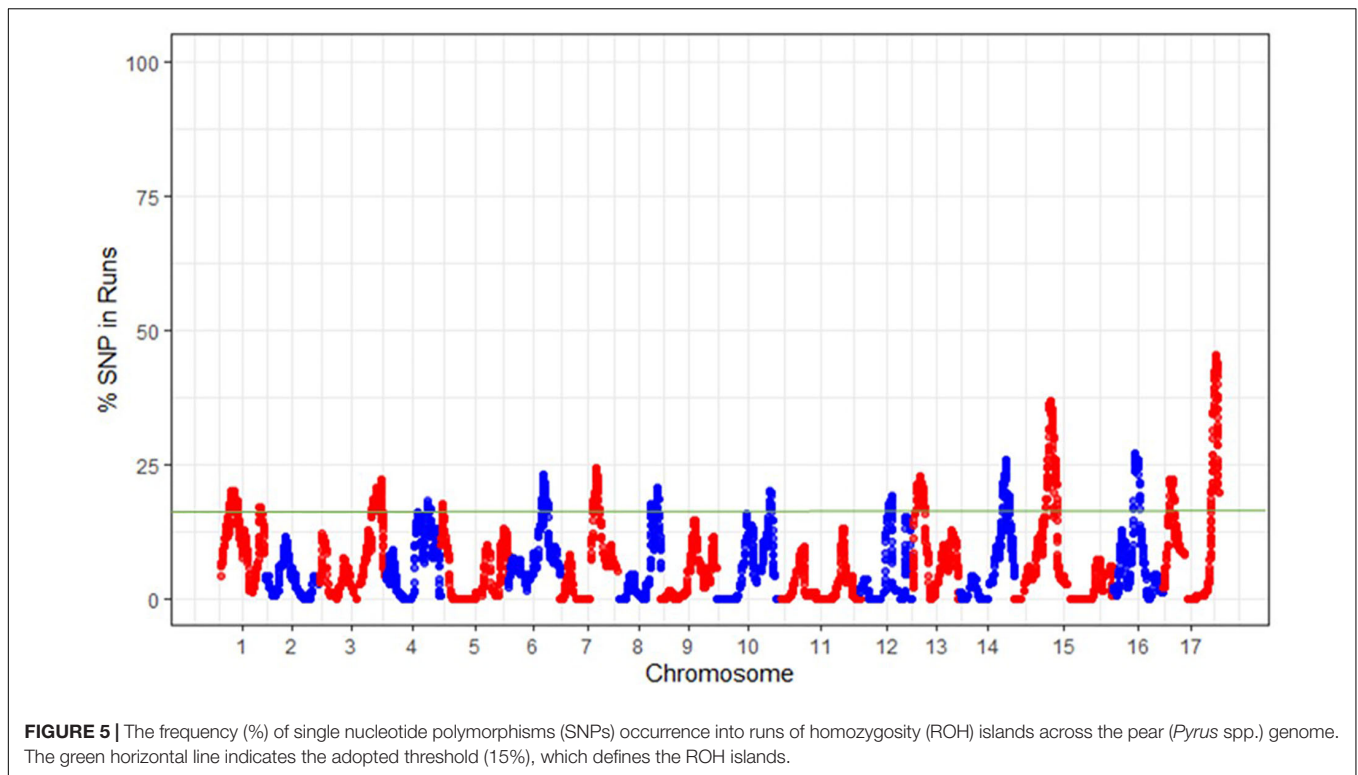 100
75
50
25
0
% SNP in Runs
1 2 3 4 5 6 7 8 9 10 11 12 13 14 15 16 17
Chromosome
FIGURE 5 | The frequency (%) of single nucleotide polymorphisms (SNPs) occurrence into runs of homozygosity (ROH) islands across the pear (Pyrus spp.) genome.
The green horizontal line indicates the adopted threshold (15%), which defines the ROH islands.